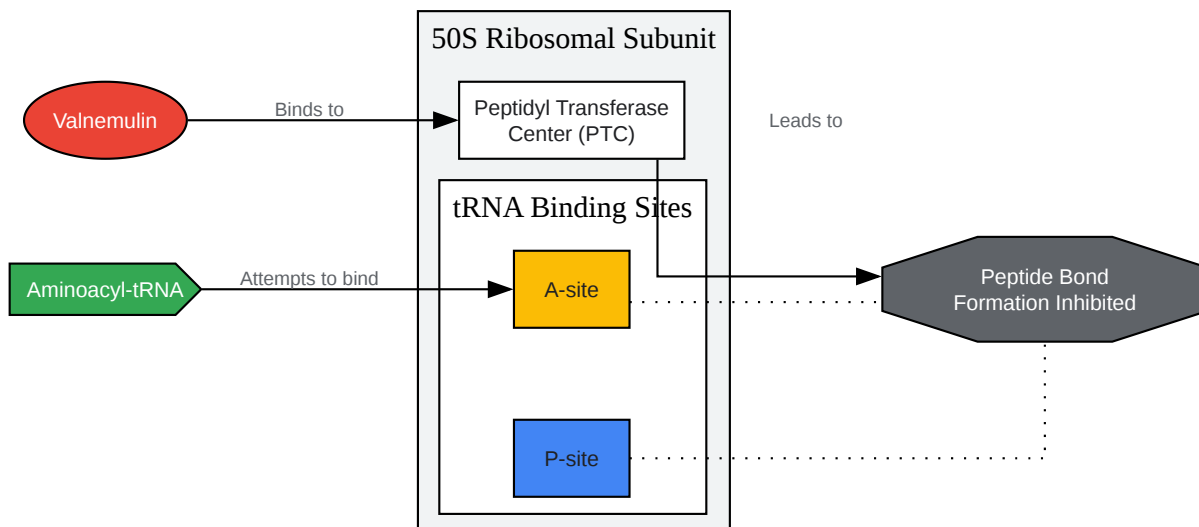 50S Ribosomal Subunit
Valnemulin
Binds to
Peptidyl Transferase
Center (PTC)
Leads to
tRNA Binding Sites
Aminoacyl-tRNA
Attempts to bind
A-site
Peptide Bond
Formation Inhibited
P-site